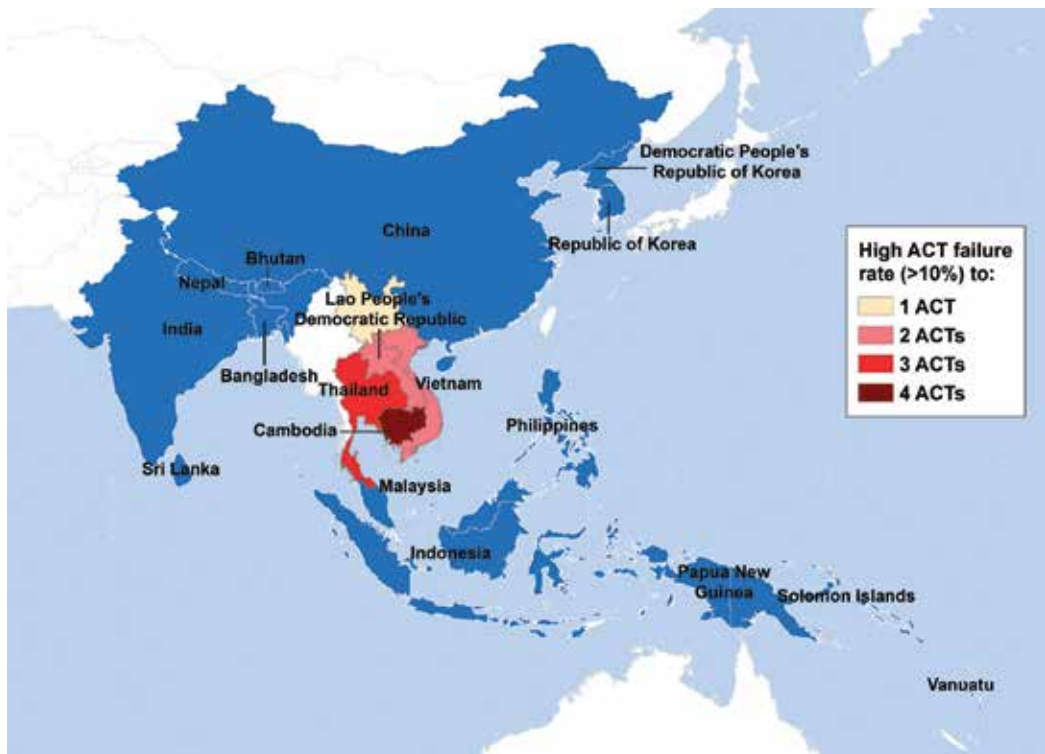 Democratic People's
Republic of Korea
China
Republic of Korea
High ACT failure
rate (>10%) to:
1 ACT
2 ACTs
3 ACTs
4 ACTs
Bhutan
Nepal
Lao People's
Democratic Republic
India
Bangladesh
Thailand
Vietnam
Cambodia
Philippines
Sri Lanka
Malaysia
Indonesia
Papua New
Guinea
Solomon Islands
Vanuatu